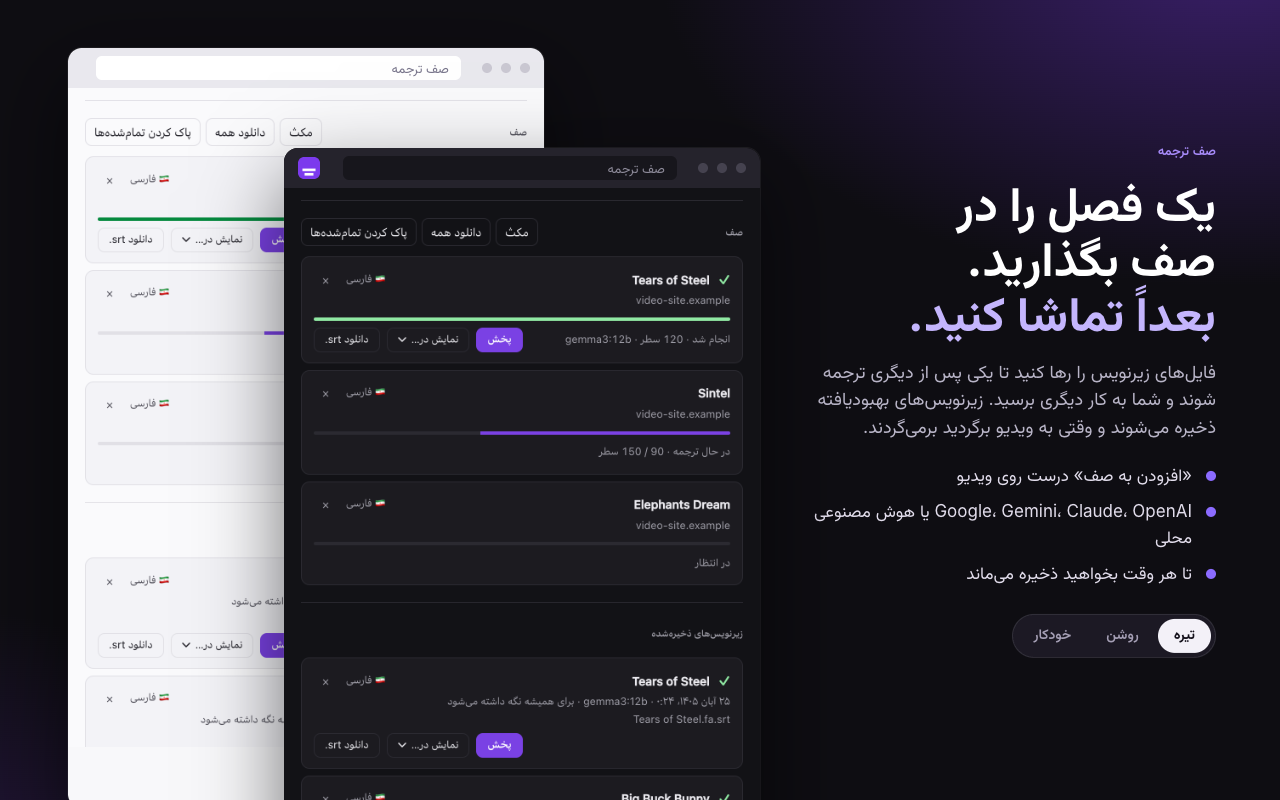 صف ترجمه
یک فصل را در
صف بگذارید.
بعداً تماشا کنید.
فایل‌های زیرنویس را رها کنید تا یکی پس از دیگری ترجمه
شوند و شما به کار دیگری برسید. زیرنویس‌های بهبودیافته
ذخیره می‌شوند و وقتی به ویدیو برگردید برمی‌گردند.
«افزودن به صف» درست روی ویدیو
Google، Gemini، Claude، OpenAI یا هوش مصنوعی
محلی
تا هر وقت بخواهید ذخیره می‌ماند
تیره روشن خودکار
صف ترجمه
صف مکث دانلود همه پاک کردن تمام‌شده‌ها
Tears of Steel فارسی ×
video-site.example
انجام شد · 120 سطر · gemma3:12b پخش نمایش در... دانلود srt.
Sintel فارسی ×
video-site.example
در حال ترجمه · 90 / 150 سطر
Elephants Dream فارسی ×
video-site.example
در انتظار
زیرنویس‌های ذخیره‌شده
Tears of Steel فارسی ×
gemma3:12b · برای همیشه نگه داشته می‌شود
Tears of Steel.fa.srt
پخش نمایش در... دانلود srt.
Big Buck Bunny فارسی ×
صف ترجمه
صف مکث دانلود همه پاک کردن تمام‌شده‌ها
فارسی ×
نمایش در... دانلود srt.
فارسی ×
فارسی ×
فارسی ×
داشته می‌شود
نمایش در... دانلود srt.
فارسی ×
نگه داشته می‌شود